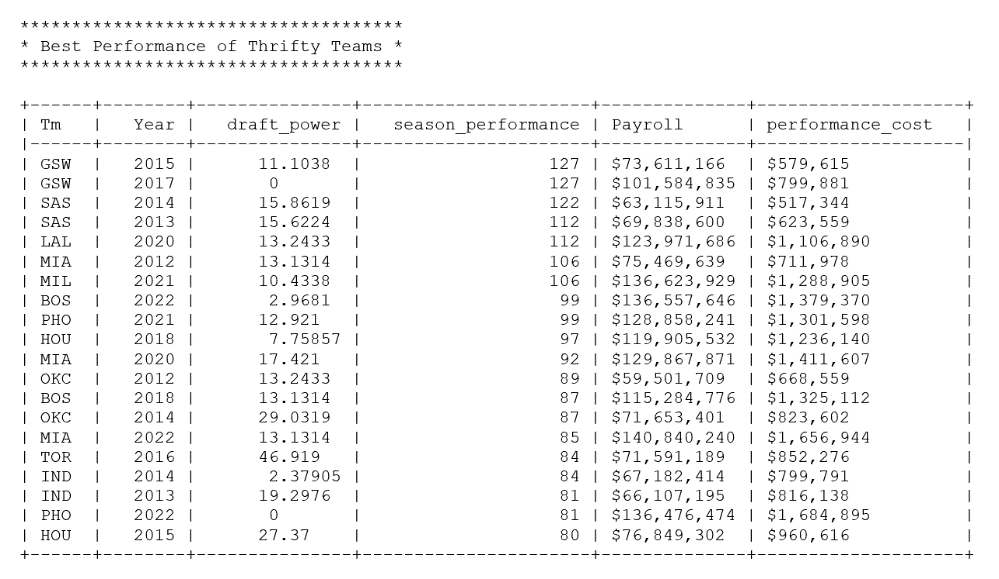 *************************************
* Best Performance of Thrifty Teams *
*************************************
+------+--------+---------------+----------------------+---------------+--------------------+
| Tm | Year | draft_power | season_performance | Payroll | performance_cost |
|------+--------+---------------+----------------------+---------------+--------------------|
| GSW | 2015 | 11.1038 | 127 | $73,611,166 | $579,615 |
| GSW | 2017 | 0 | 127 | $101,584,835 | $799,881 |
| SAS | 2014 | 15.8619 | 122 | $63,115,911 | $517,344 |
| SAS | 2013 | 15.6224 | 112 | $69,838,600 | $623,559 |
| LAL | 2020 | 13.2433 | 112 | $123,971,686 | $1,106,890 |
| MIA | 2012 | 13.1314 | 106 | $75,469,639 | $711,978 |
| MIL | 2021 | 10.4338 | 106 | $136,623,929 | $1,288,905 |
| BOS | 2022 | 2.9681 | 99 | $136,557,646 | $1,379,370 |
| PHO | 2021 | 12.921 | 99 | $128,858,241 | $1,301,598 |
| HOU | 2018 | 7.75857 | 97 | $119,905,532 | $1,236,140 |
| MIA | 2020 | 17.421 | 92 | $129,867,871 | $1,411,607 |
| OKC | 2012 | 13.2433 | 89 | $59,501,709 | $668,559 |
| BOS | 2018 | 13.1314 | 87 | $115,284,776 | $1,325,112 |
| OKC | 2014 | 29.0319 | 87 | $71,653,401 | $823,602 |
| MIA | 2022 | 13.1314 | 85 | $140,840,240 | $1,656,944 |
| TOR | 2016 | 46.919 | 84 | $71,591,189 | $852,276 |
| IND | 2014 | 2.37905 | 84 | $67,182,414 | $799,791 |
| IND | 2013 | 19.2976 | 81 | $66,107,195 | $816,138 |
| PHO | 2022 | 0 | 81 | $136,476,474 | $1,684,895 |
| HOU | 2015 | 27.37 | 80 | $76,849,302 | $960,616 |
+------+--------+---------------+----------------------+---------------+--------------------+